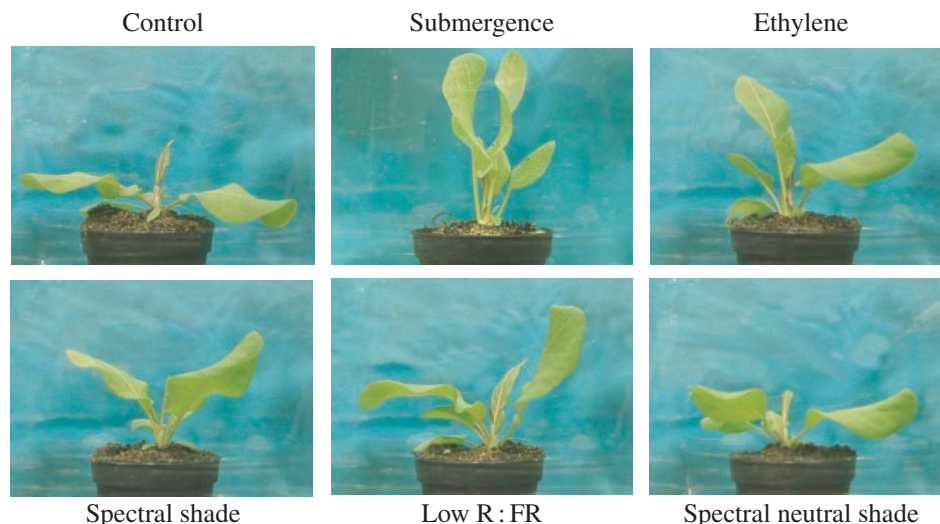 Control
Submergence
Ethylene
Spectral shade
Low R : FR
Spectral neutral shade